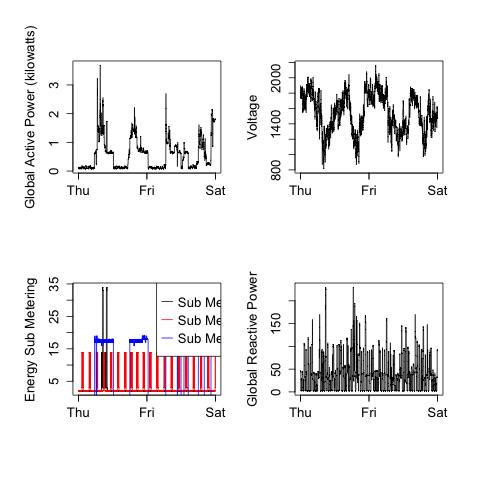 Global Active Power (kilowatts)
0 1 2 3
Thu Fri Sat
Voltage
800 1400 2000
Thu Fri Sat
Energy Sub Metering
5 15 25 35
Sub Me
Sub Me
Sub Me
Thu Fri Sat
Global Reactive Power
0 50 150
Thu Fri Sat